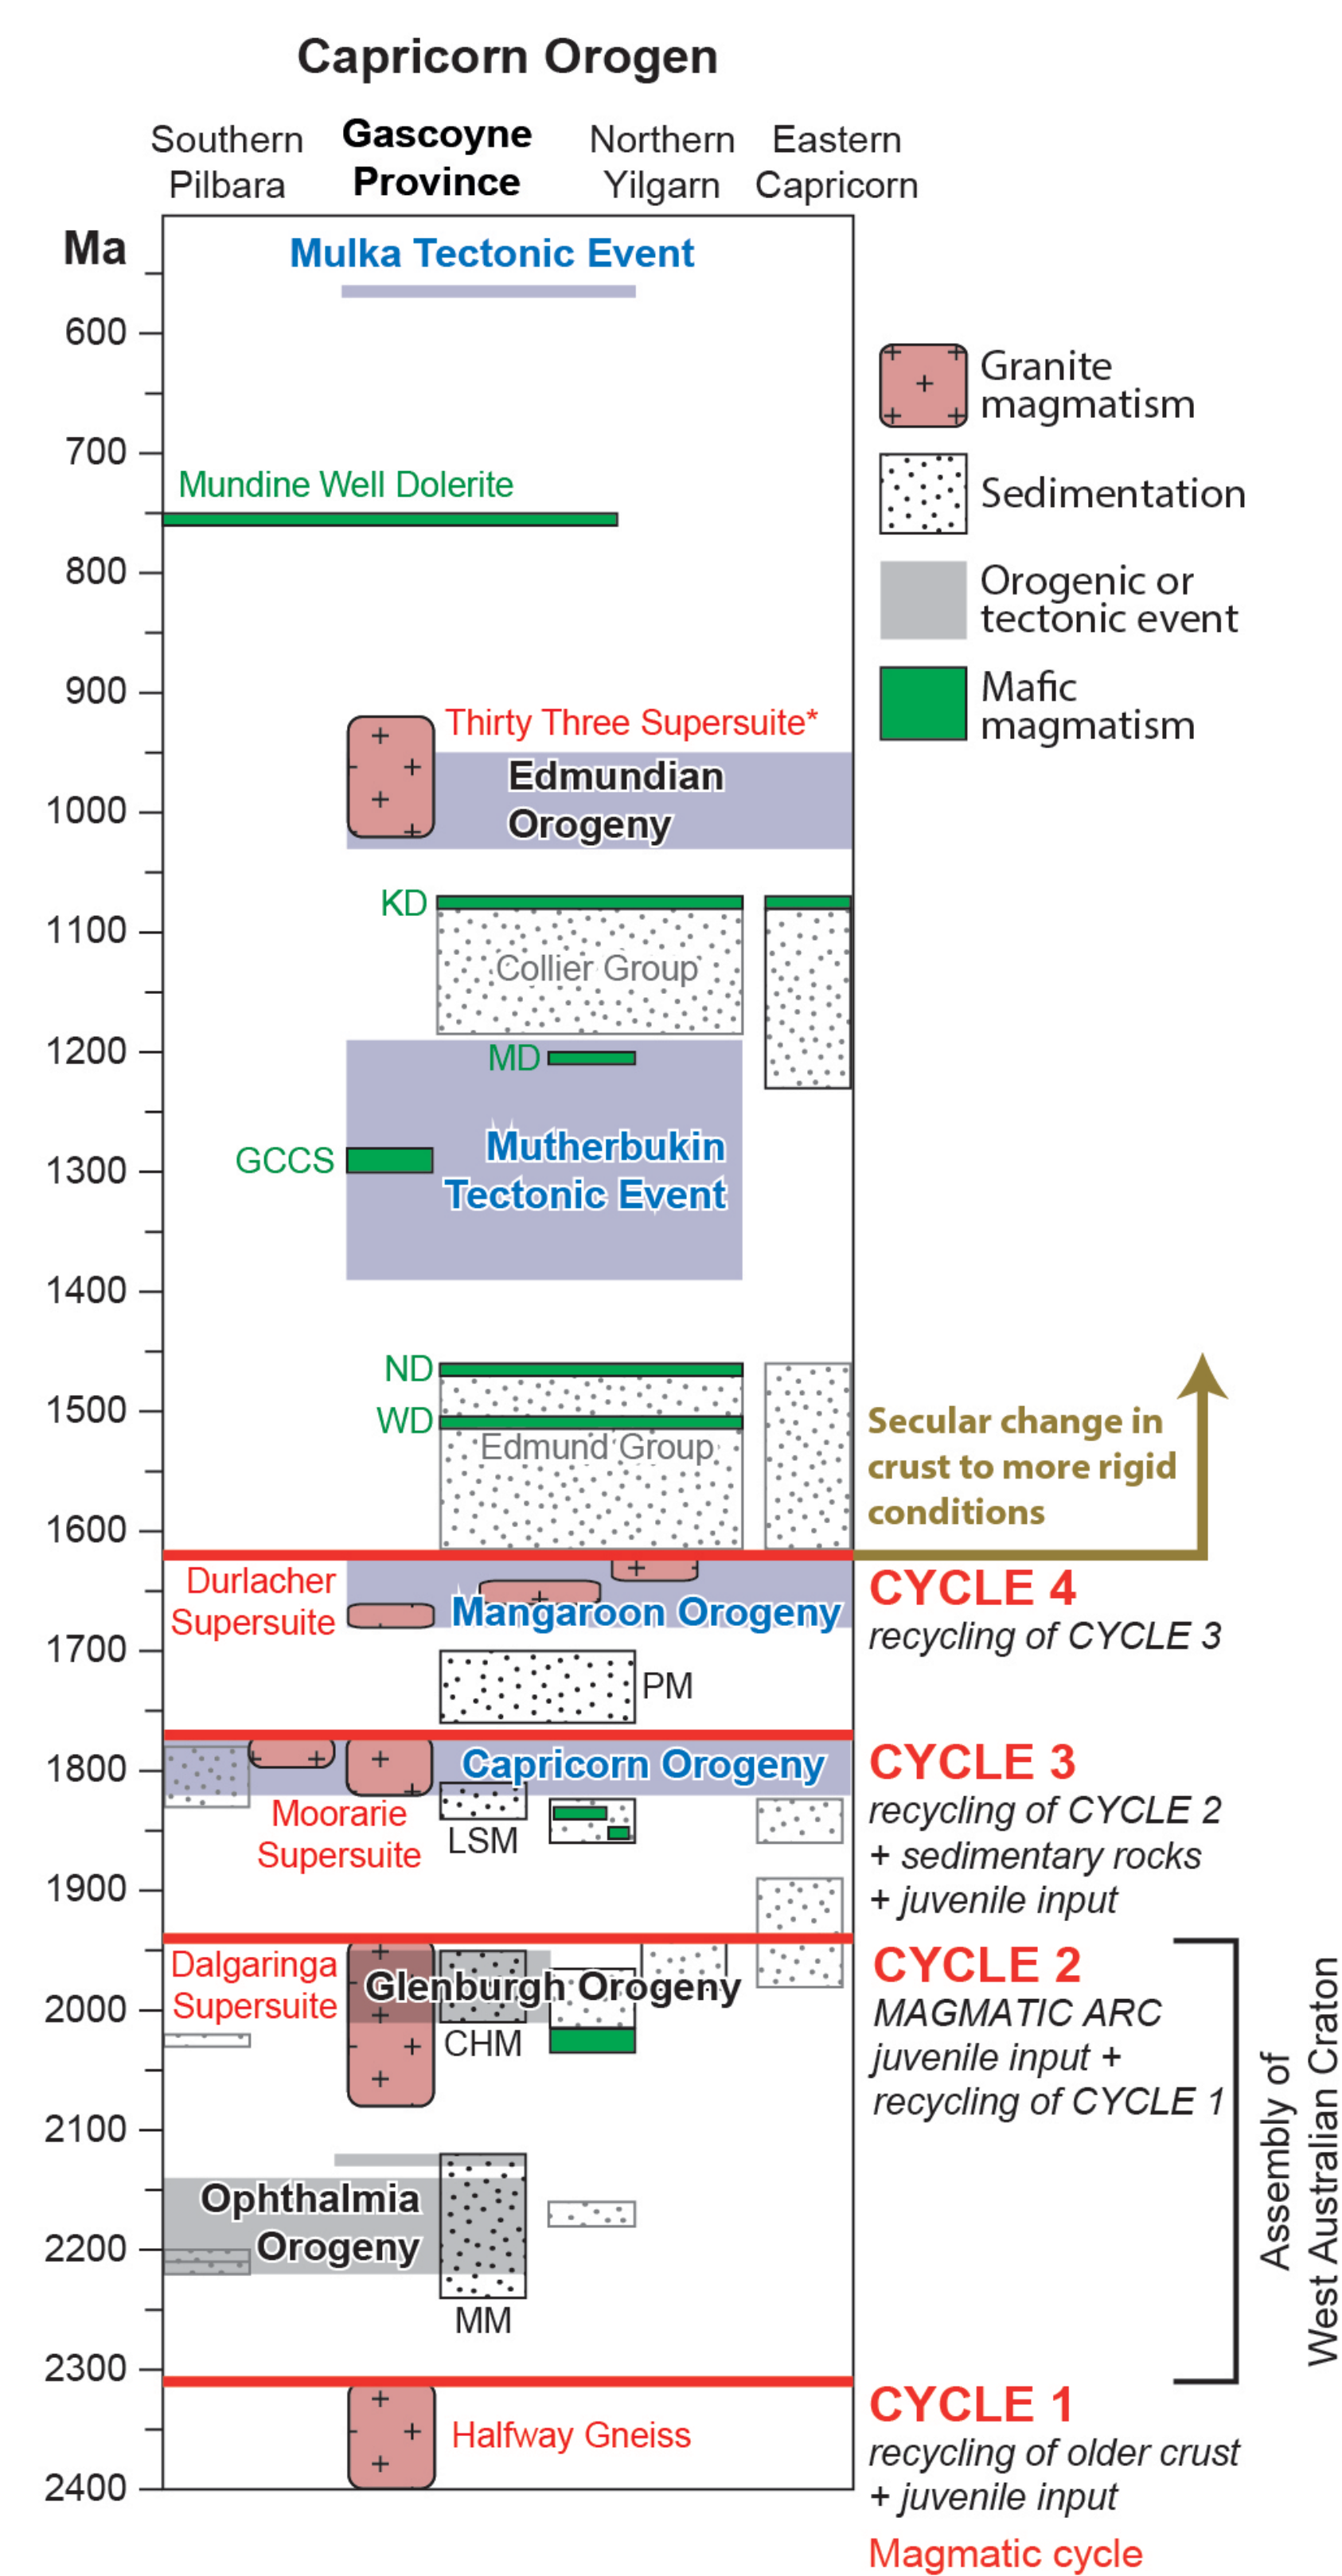 Capricorn Orogen
Southern
Pilbara
Gascoyne
Province
Northern
Yilgarn
Eastern
Capricorn
Ma
Mulka Tectonic Event
600
Granite
magmatism
700
Mundine Well Dolerite
Sedimentation
800
Orogenic or
tectonic event
900
Mafic
magmatism
Thirty Three Supersuite*
Edmundian
Orogeny
1000
KD
1100
Collier Group
1200
MD
Mutherbukin
Tectonic Event
GCCS
1300
1400
ND
1500
WD
Edmund Group
Secular change in
crust to more rigid
conditions
1600
Durlacher
Supersuite
Mangaroon Orogeny
CYCLE 4
recycling of CYCLE 3
1700
PM
1800
Capricorn Orogeny
CYCLE 3
recycling of CYCLE 2
+ sedimentary rocks
+ juvenile input
Moorarie
Supersuite
LSM
1900
Dalgaringa
Supersuite
Glenburgh Orogeny
CYCLE 2
MAGMATIC ARC
juvenile input +
recycling of CYCLE 1
2000
CHM
2100
Ophthalmia
Orogeny
2200
MM
Assembly of
West Australian Craton
2300
CYCLE 1
recycling of older crust
+ juvenile input
Halfway Gneiss
2400
Magmatic cycle